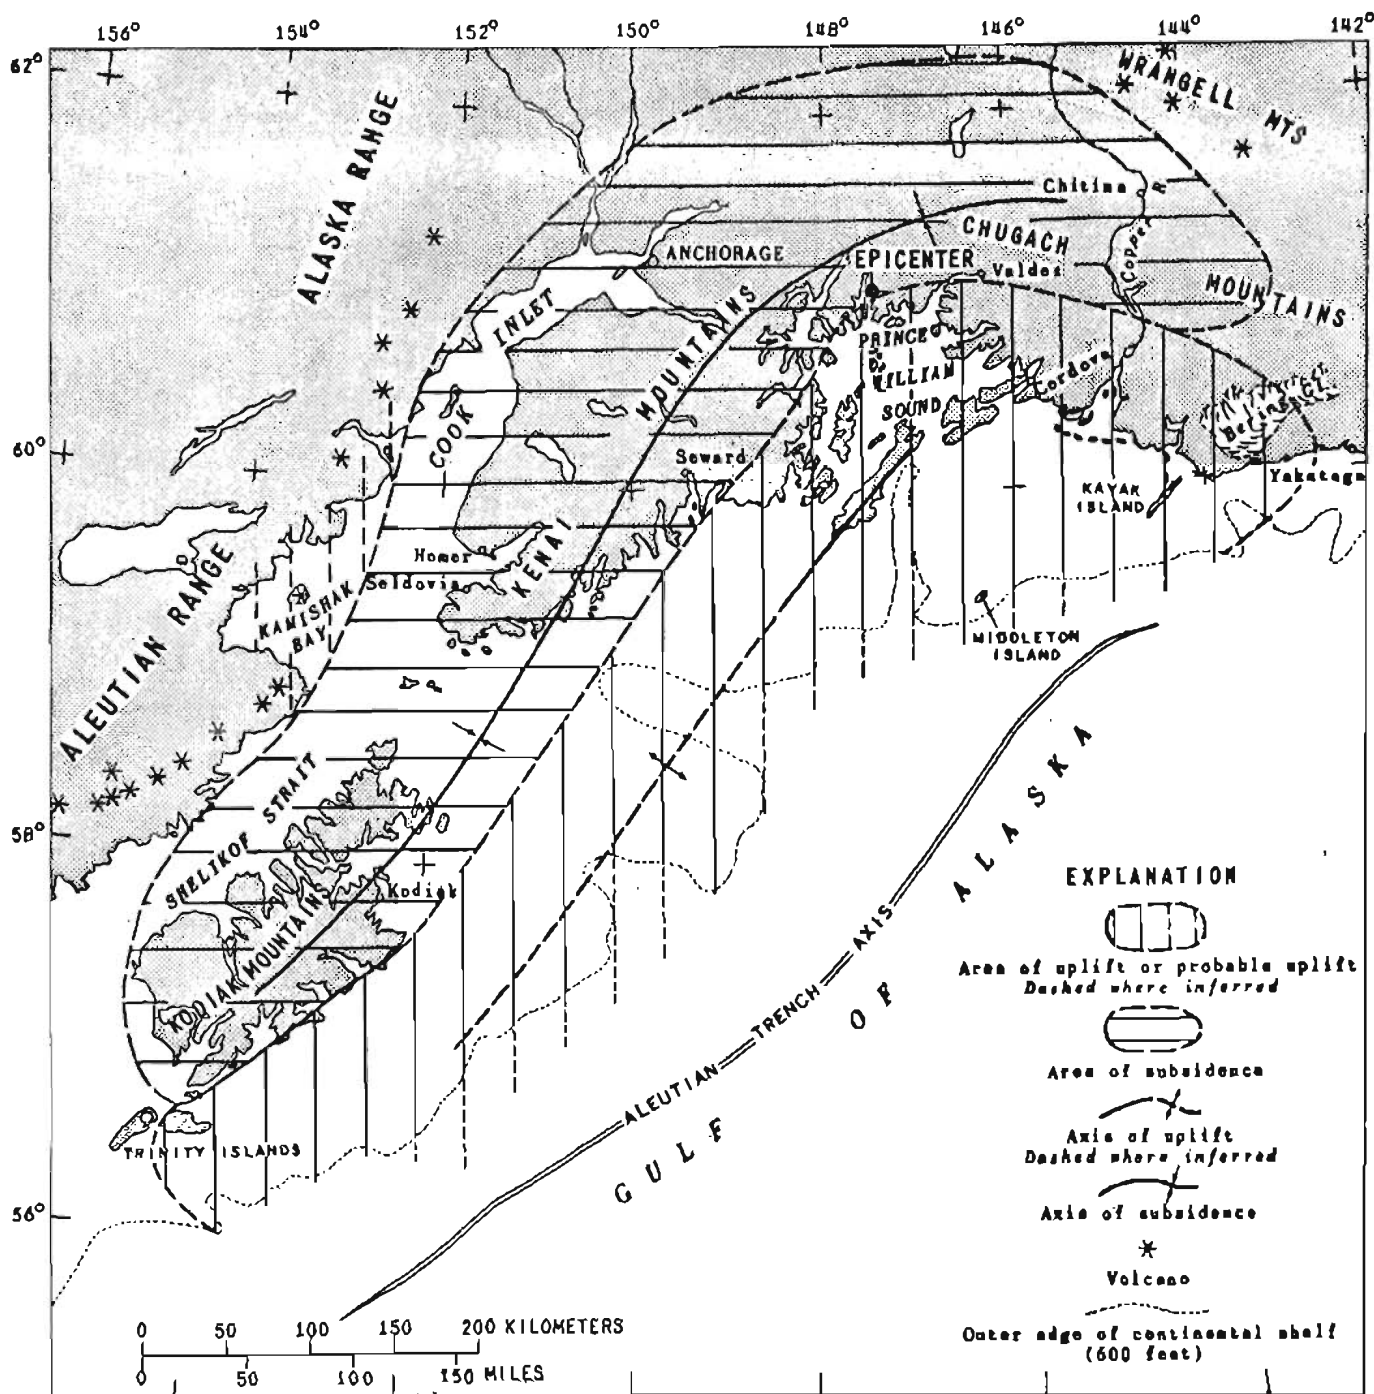 156° 154° 152° 150° 148° 146° 144° 142°
62°
WRANGELL MTS
ALASKA RANGE
Chitina
Copper R
CHUGACH
MOUNTAINS
ANCHORAGE
EPICENTER
Valdez
INLET
COOK
MOUNTAINS
KENAI
PRINCE
WILLIAM
SOUND
Cordova
Bering Gl.
60°
Seward
KAYAK
ISLAND
Yakataga
Homer
Seldovia
ALEUTIAN RANGE
KAMISHAK
BAY
MIDDLETON
ISLAND
SHELIKOF STRAIT
58°
Kodiak
KODIAK MOUNTAINS
TRINITY ISLANDS
56°
ALEUTIAN TRENCH AXIS
GULF OF ALASKA
EXPLANATION
Area of uplift or probable uplift
Dashed where inferred
Area of subsidence
Axis of uplift
Dashed where inferred
Axis of subsidence
Volcano
Outer edge of continental shelf
(600 feet)
0 50 100 150 200 KILOMETERS
0 50 100 150 MILES